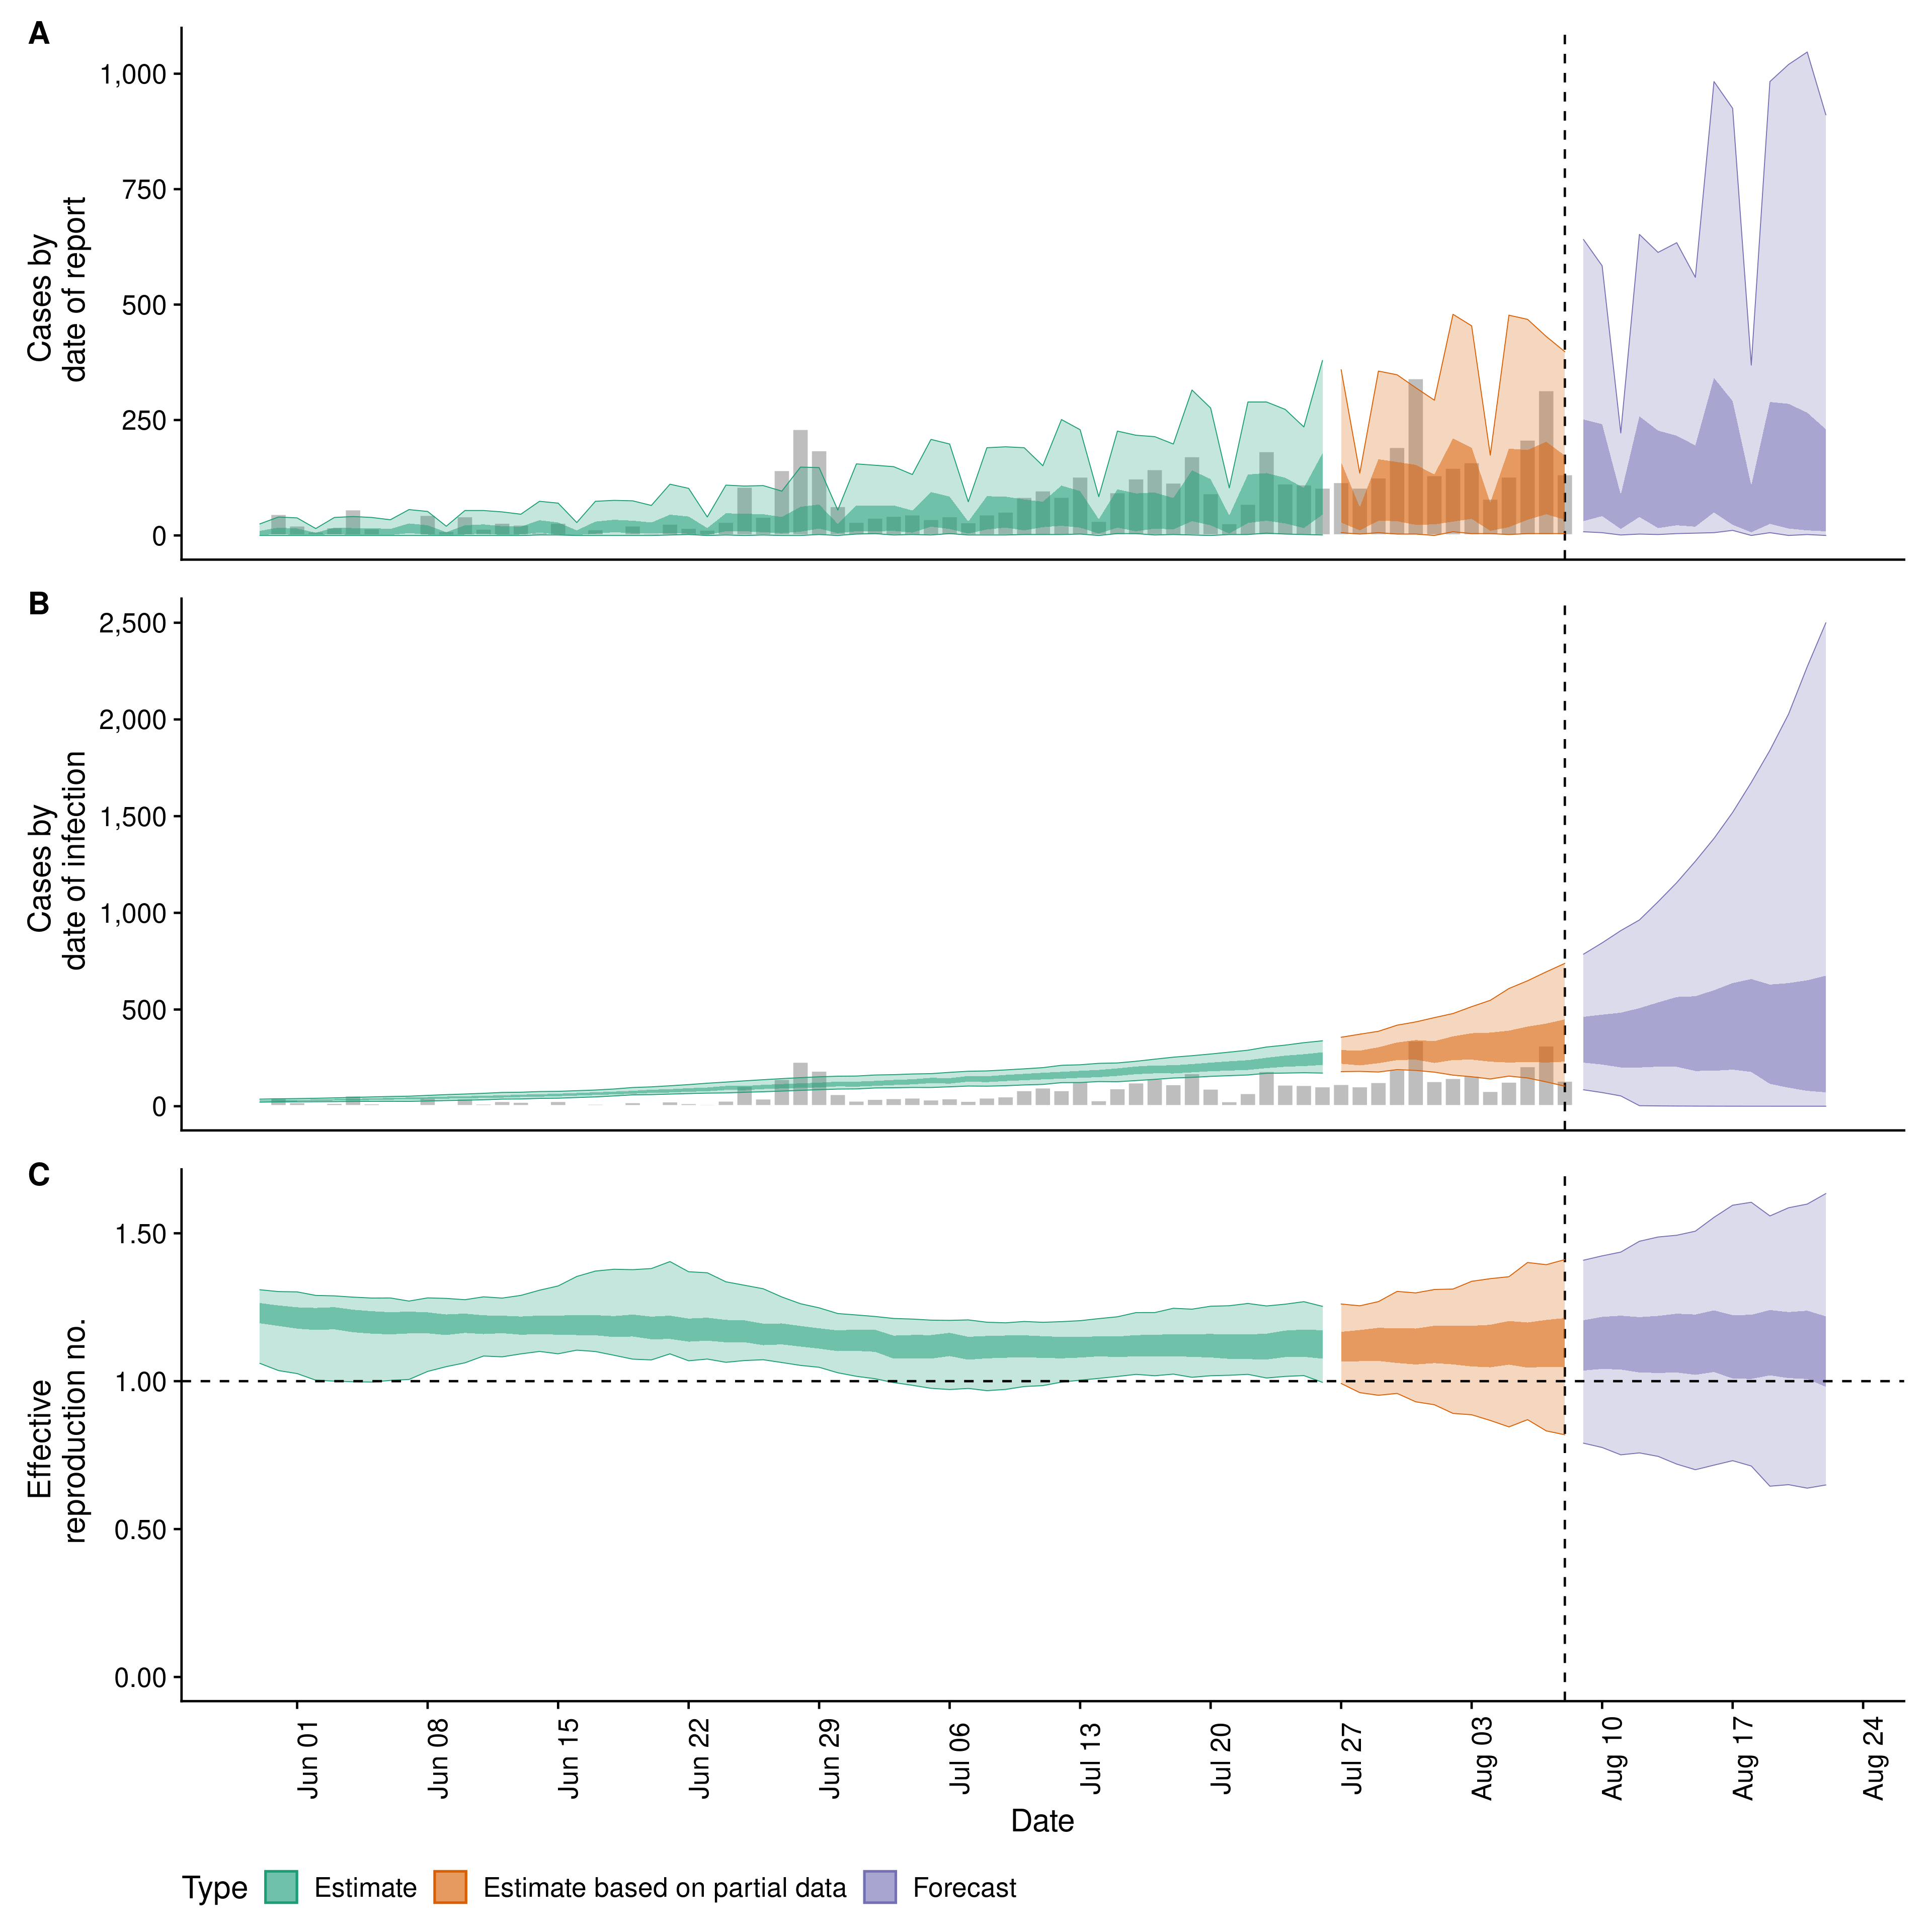 A
Cases by
date of report
1,000
750
500
250
0
B
Cases by
date of infection
2,500
2,000
1,500
1,000
500
0
C
Effective
reproduction no.
1.50
1.00
0.50
0.00
Jun 01
Jun 08
Jun 15
Jun 22
Jun 29
Jul 06
Jul 13
Jul 20
Jul 27
Aug 03
Aug 10
Aug 17
Aug 24
Date
Type Estimate Estimate based on partial data Forecast